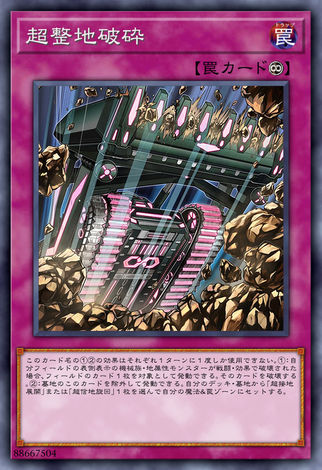 超整地破砕
トラップ
罠
【罠カード】
このカード名の①②の効果はそれぞれ1ターンに1度しか使用できない。①：自
分フィールドの表側表示の機械族・地属性モンスターが戦闘・効果で破壊された
場合、フィールドのカード1枚を対象として発動できる。そのカードを破壊す
る。②：墓地のこのカードを除外して発動できる。自分のデッキ・墓地から「超接地
展開」または「超信地旋回」1枚を選んで自分の魔法&罠ゾーンにセットする。
88667504